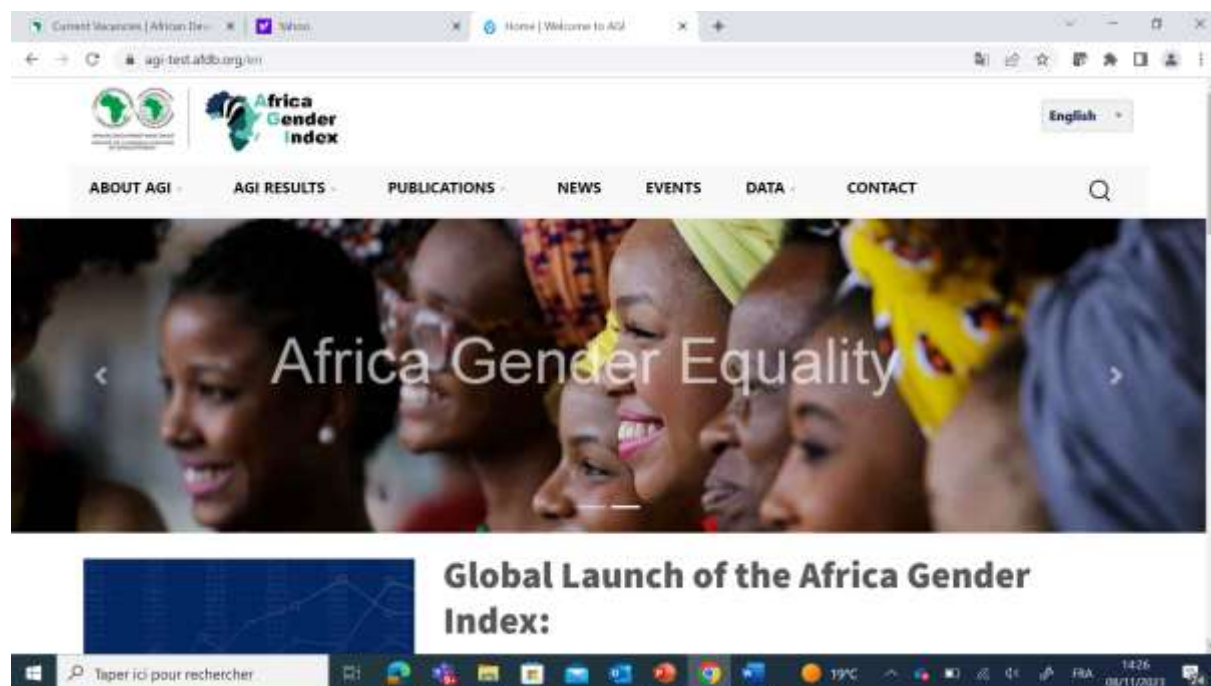 Current Vacancies | African Dev
Yahoo
Home | Welcome to AGI
agi-test.afdb.org/en
Africa
Gender
Index
English
ABOUT AGI
AGI RESULTS
PUBLICATIONS
NEWS
EVENTS
DATA
CONTACT
Africa Gender Equality
Global Launch of the Africa Gender
Index:
Taper ici pour rechercher
19°C
FRA
14:26
08/11/2023